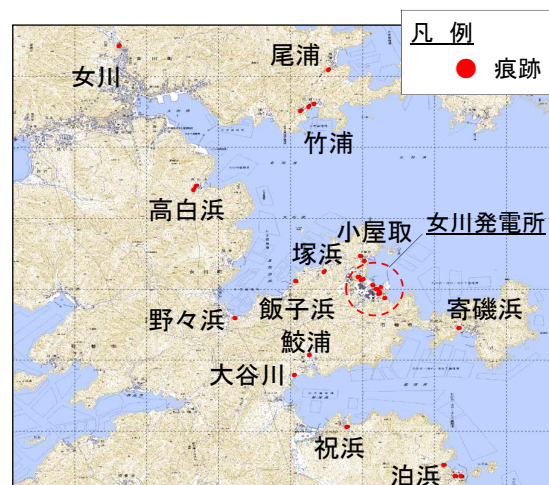 凡 例
痕跡
尾浦
女川
竹浦
高白浜
小屋取
女川発電所
塚浜
飯子浜
野々浜
寄磯浜
鮫浦
大谷川
祝浜
泊浜